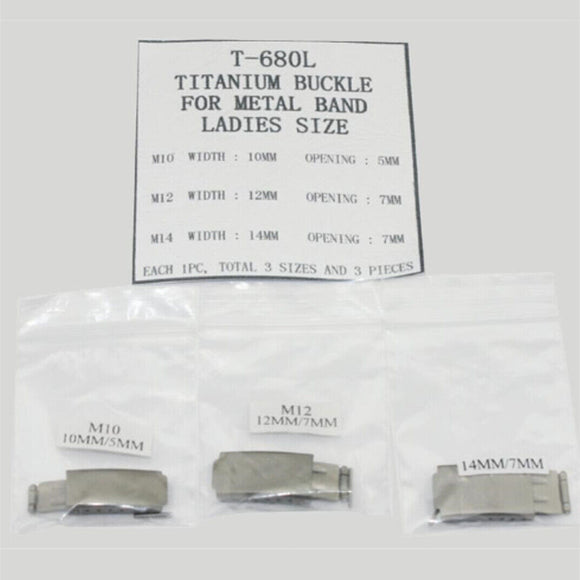 T-680L
TITANIUM BUCKLE
FOR METAL BAND
LADIES SIZE
M10 WIDTH : 10MM OPENING : 5MM
M12 WIDTH : 12MM OPENING : 7MM
M14 WIDTH : 14MM OPENING : 7MM
EACH 1PC, TOTAL 3 SIZES AND 3 PIECES
M10
10MM/5MM
M12
12MM/7MM
14MM/7MM